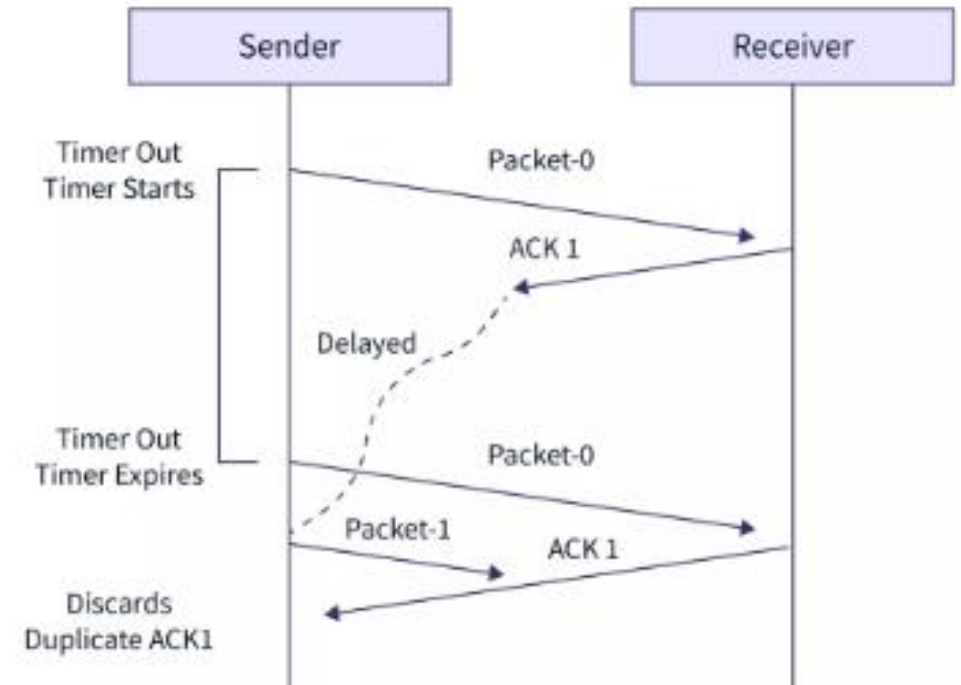 Sender
Receiver
Timer Out
Timer Starts
Packet-0
ACK 1
Delayed
Timer Out
Timer Expires
Packet-0
Packet-1
ACK 1
Discards
Duplicate ACK1